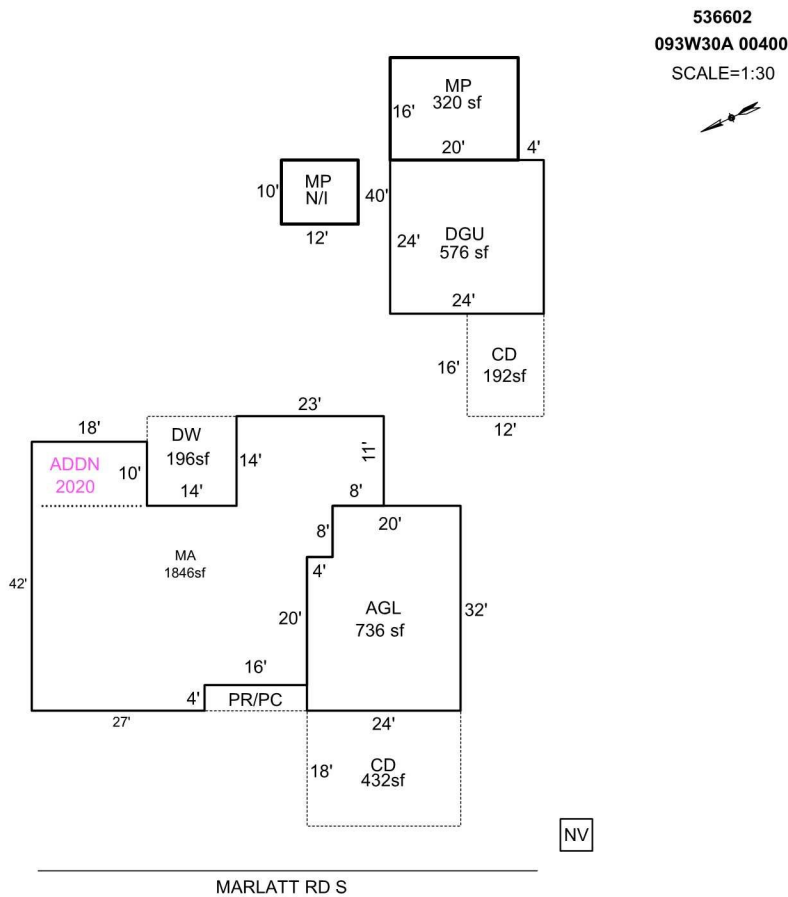 536602
093W30A 00400
SCALE=1:30
MP
320 sf
16'
20'
4'
MP
N/I
10'
12'
40'
DGU
576 sf
24'
24'
CD
192sf
16'
12'
23'
18'
DW
196sf
14'
14'
11'
ADDN
2020
10'
8'
20'
8'
4'
MA
1846sf
42'
20'
AGL
736 sf
32'
16'
4'
PR/PC
27'
24'
18'
CD
432sf
NV
MARLATT RD S